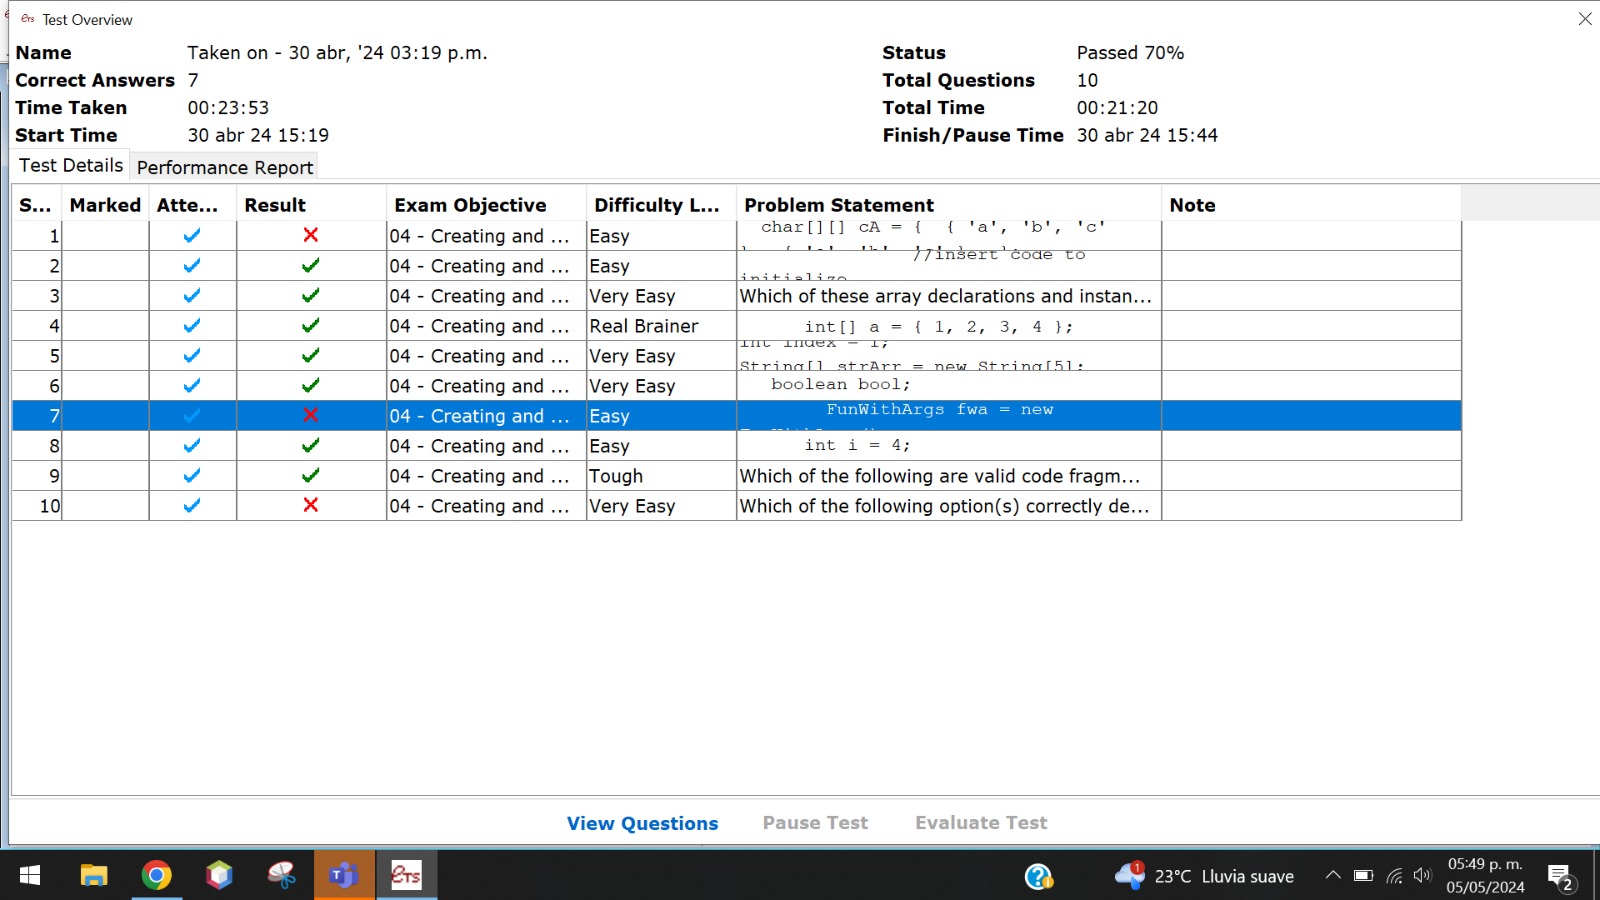 ETS Test Overview
Name Taken on - 30 abr, '24 03:19 p.m. Status Passed 70%
Correct Answers 7 Total Questions 10
Time Taken 00:23:53 Total Time 00:21:20
Start Time 30 abr 24 15:19 Finish/Pause Time 30 abr 24 15:44
Test Details Performance Report
S... Marked Atte... Result Exam Objective Difficulty L... Problem Statement Note
1 04 - Creating and ... Easy char[][] cA = { { 'a', 'b', 'c'
2 04 - Creating and ... Easy //insert code to
initialize
3 04 - Creating and ... Very Easy Which of these array declarations and instan...
4 04 - Creating and ... Real Brainer int[] a = { 1, 2, 3, 4 };
5 04 - Creating and ... Very Easy int index = 1;
String[] strArr = new String[5];
6 04 - Creating and ... Very Easy boolean bool;
7 04 - Creating and ... Easy FunWithArgs fwa = new
8 04 - Creating and ... Easy int i = 4;
9 04 - Creating and ... Tough Which of the following are valid code fragm...
10 04 - Creating and ... Very Easy Which of the following option(s) correctly de...
View Questions Pause Test Evaluate Test
T ETS ? 1 23°C Lluvia suave 05:49 p. m.
05/05/2024 2